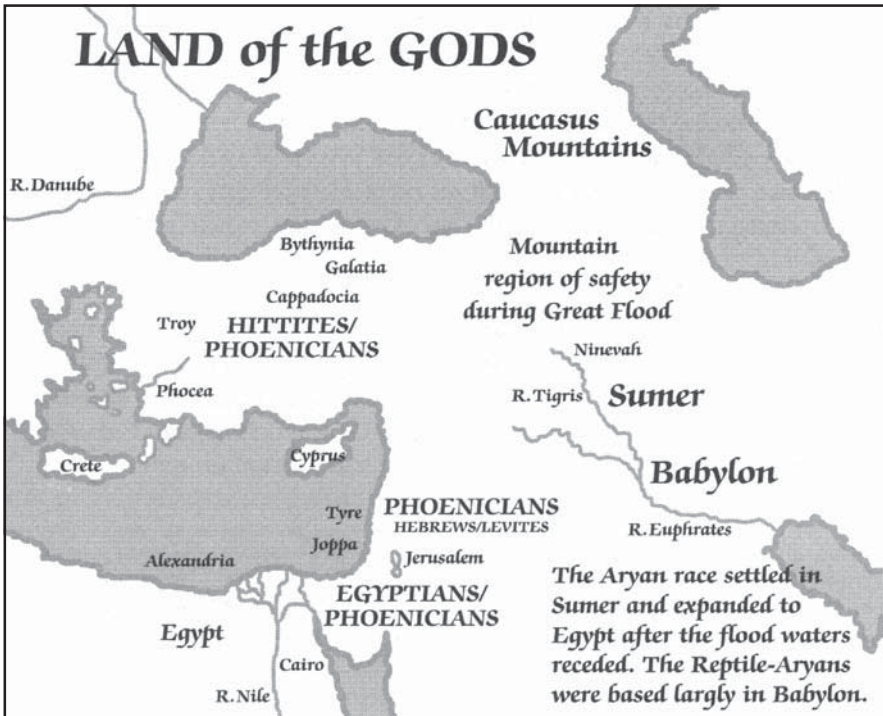 LAND of the GODS
Caucasus
Mountains
R. Danube
Bythynia
Galatia
Cappadocia
Mountain
region of safety
during Great Flood
Troy
HITTITES/
PHOENICIANS
Phocea
Ninevah
R. Tigris
Sumer
Crete
Cyprus
Babylon
Tyre
PHOENICIANS
HEBREWS/LEVITES
R. Euphrates
Joppa
Jerusalem
Alexandria
EGYPTIANS/
PHOENICIANS
Egypt
Cairo
R. Nile
The Aryan race settled in
Sumer and expanded to
Egypt after the flood waters
receded. The Reptile-Aryans
were based largely in Babylon.